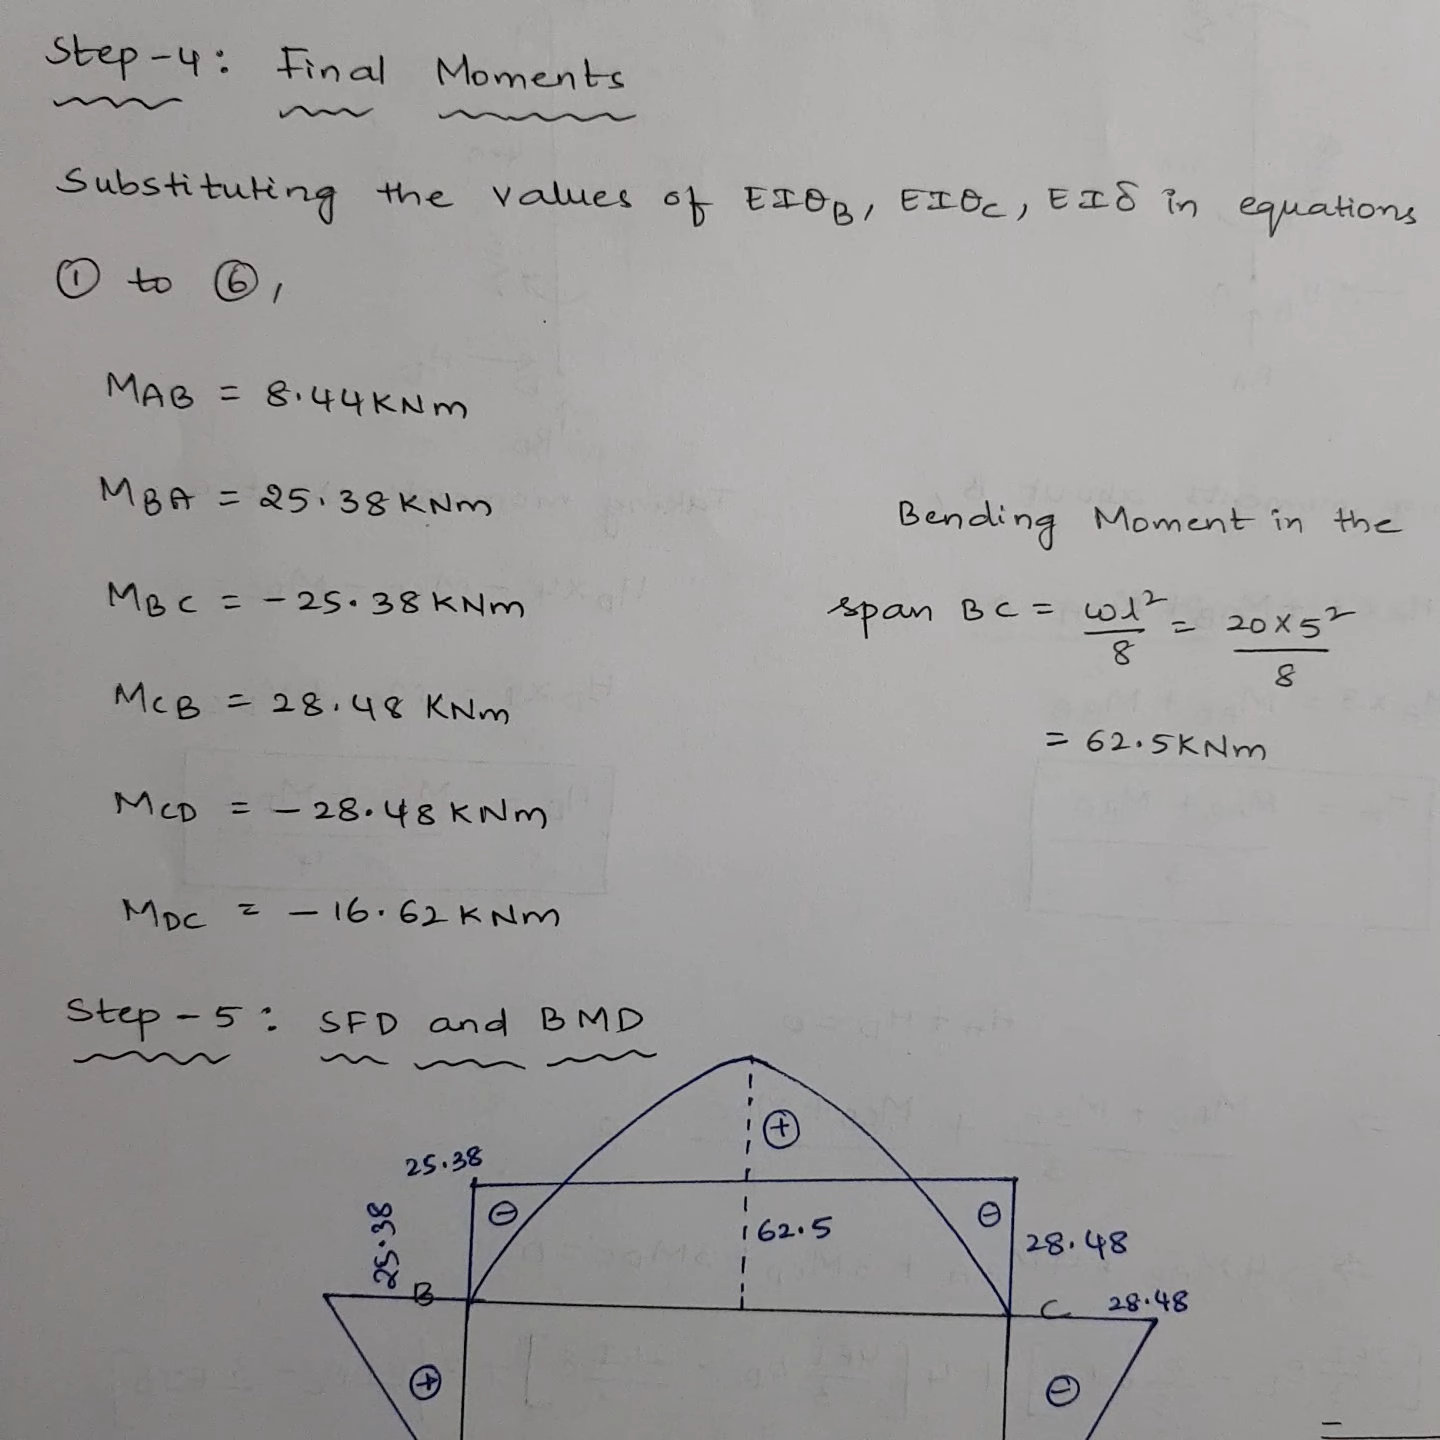 Step-4: Final Moments
Substituting the values of EIθB, EIθC, EIδ in equations
① to ⑥,
MAB = 8.44KNm
MBA = 25.38KNm
MBC = -25.38KNm
MCB = 28.48 KNm
MCD = -28.48KNm
MDC = -16.62KNm
Bending Moment in the
span BC = ωl²/8 = 20×5²/8
= 62.5KNm
Step-5: SFD and BMD
25.38
⊕
25.38
⊖
62.5
⊖
28.48
B
C
28.48
⊕
⊖